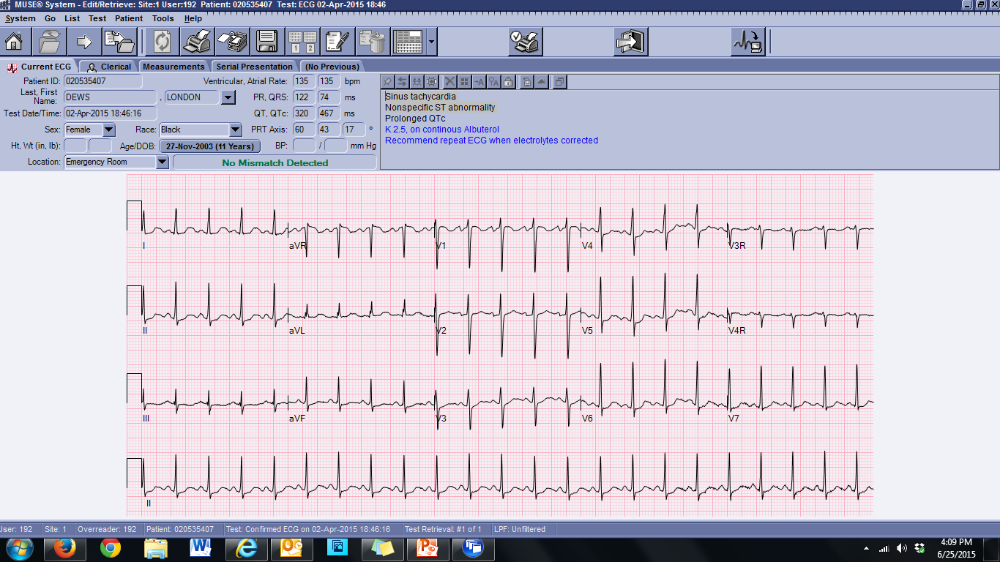 MUSE® System - Edit/Retrieve: Site:1 User:192 Patient: 020535407 Test: ECG 02-Apr-2015 18:46
System Go List Test Patient Tools Help
1 2
Current ECG Clerical Measurements Serial Presentation (No Previous)
Patient ID: 020535407 Ventricular, Atrial Rate: 135 135 bpm
Last, First Name: DEWS , LONDON PR, QRS: 122 74 ms
Test Date/Time: 02-Apr-2015 18:46:16 QT, QTc: 320 467 ms
Sex: Female Race: Black PRT Axis: 60 43 17 °
Ht, Wt (in, lb): Age/DOB: 27-Nov-2003 (11 Years) BP: / mm Hg
Location: Emergency Room No Mismatch Detected
Sinus tachycardia
Nonspecific ST abnormality
Prolonged QTc
K 2.5, on continous Albuterol
Recommend repeat ECG when electrolytes corrected
I aVR V1 V4 V3R
II aVL V2 V5 V4R
III aVF V3 V6 V7
II
User: 192 Site: 1 Overreader: 192 Patient: 020535407 Test: Confirmed ECG on 02-Apr-2015 18:46:16 Test Retrieval: #1 of 1 LPF: Unfiltered
4:09 PM
6/25/2015